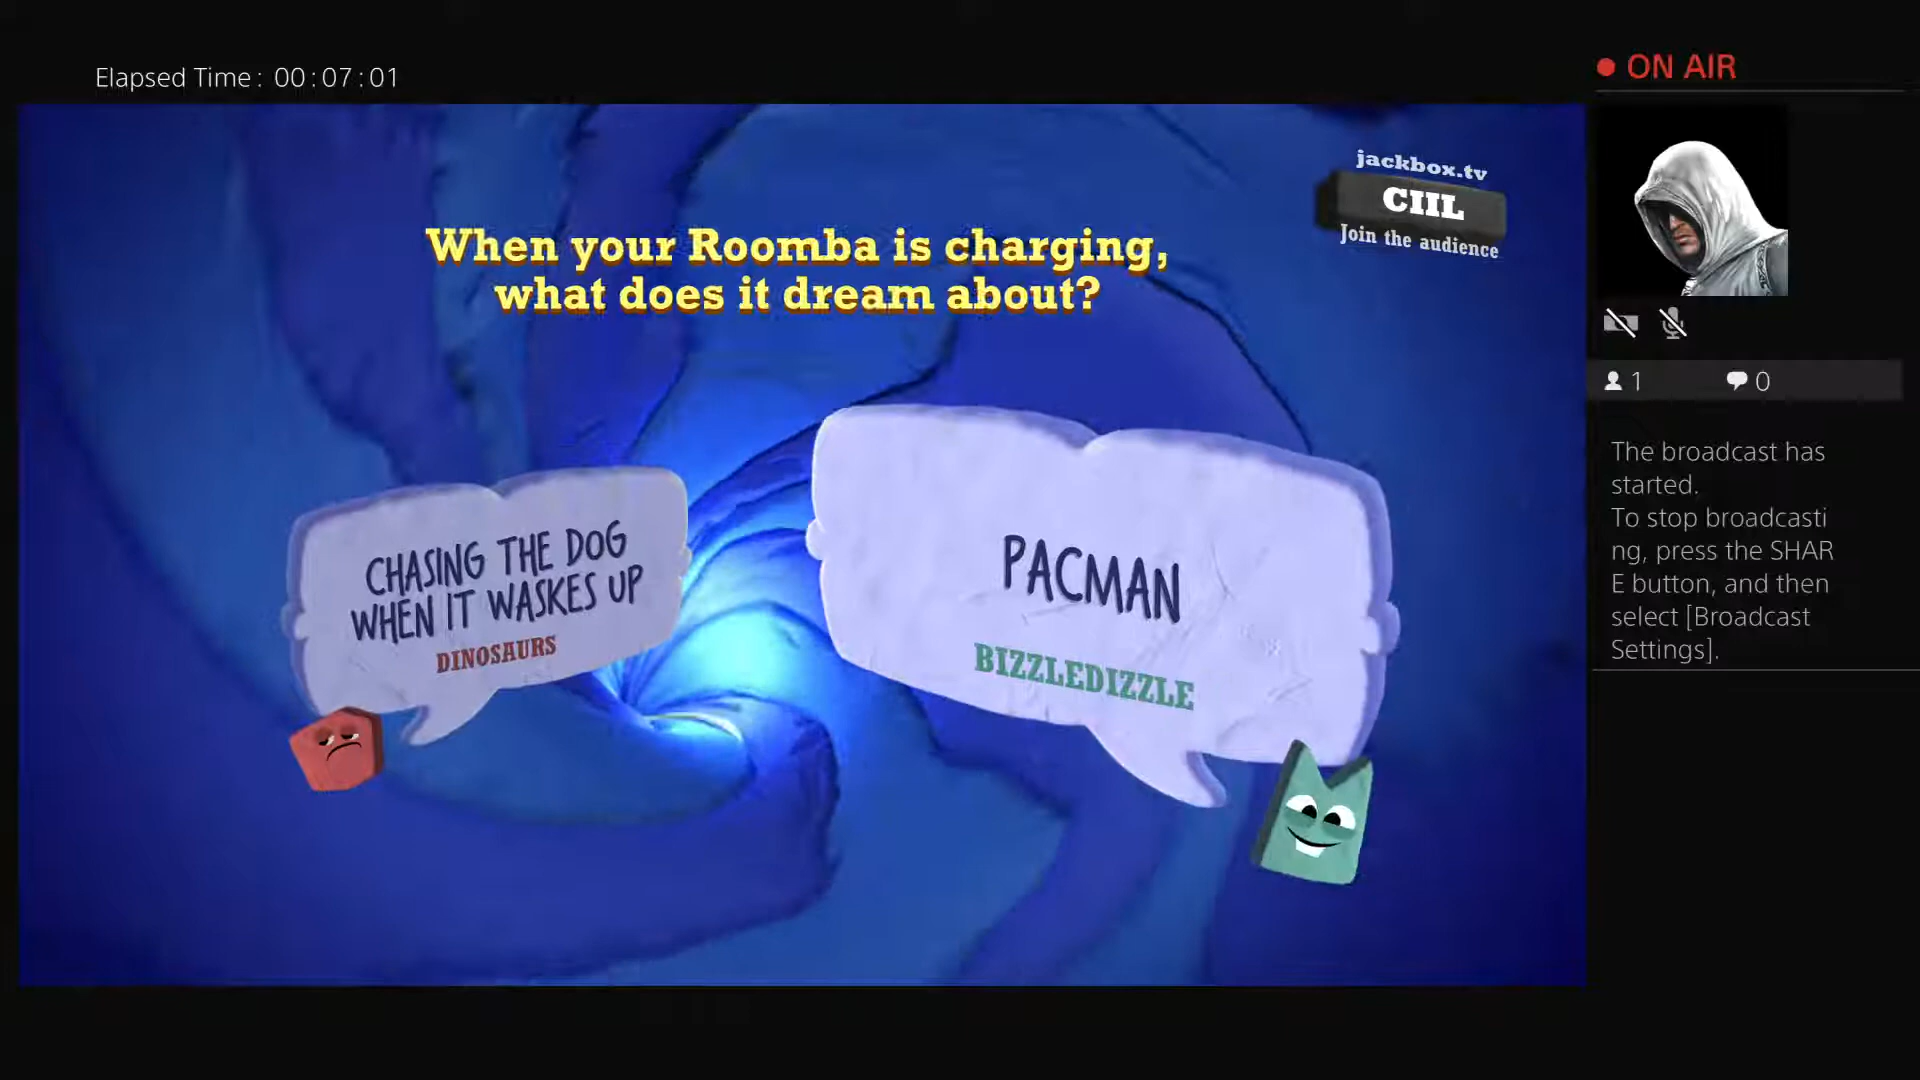 Elapsed Time: 00:07:01
ON AIR
jackbox.tv
CIIL
Join the audience
When your Roomba is charging,
what does it dream about?
CHASING THE DOG
WHEN IT WASKES UP
DINOSAURS
PACMAN
BIZZLEDIZZLE
1
0
The broadcast has
started.
To stop broadcasti
ng, press the SHAR
E button, and then
select [Broadcast
Settings].